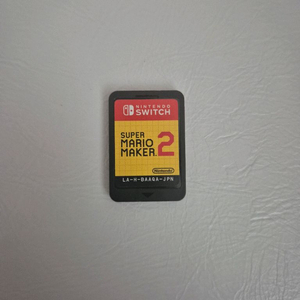 NINTENDO
SWITCH
SUPER
MARIO
MAKER 2
Nintendo
LA-H-BAAQA-JPN